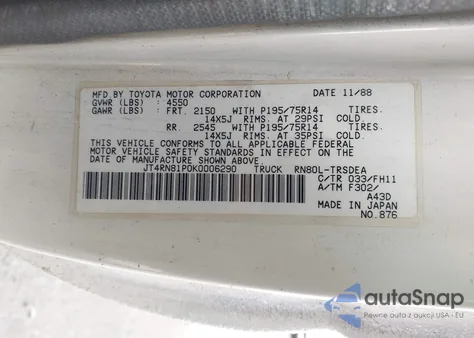 MFD BY TOYOTA MOTOR CORPORATION DATE 11/88
GVWR (LBS) : 4550
GAWR (LBS) : FRT. 2150 WITH P195/75R14 TIRES.
14X5J RIMS. AT 29PSI COLD
RR. 2545 WITH P195/75R14 TIRES.
14X5J RIMS. AT 35PSI COLD
THIS VEHICLE CONFORMS TO ALL APPLICABLE FEDERAL
MOTOR VEHICLE SAFETY STANDARDS IN EFFECT ON THE
DATE OF MANUFACTURE SHOWN ABOVE.
JT4RN81P0K0006290 TRUCK RN80L-TRSDEA
C/TR 033/FH11
A/TM F302/
A43D
MADE IN JAPAN
NO.876
autoSnap
Pewne auta z aukcji USA - EU